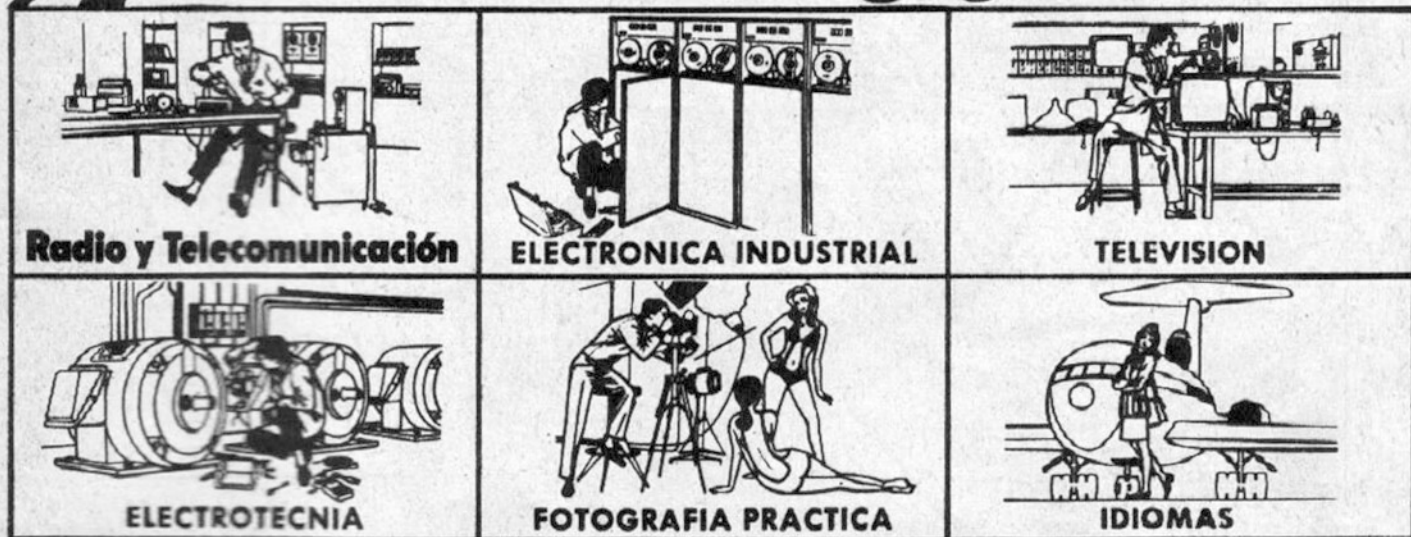 Radio y Telecomunicación
ELECTRONICA INDUSTRIAL
TELEVISION
ELECTROTECNIA
FOTOGRAFIA PRACTICA
IDIOMAS